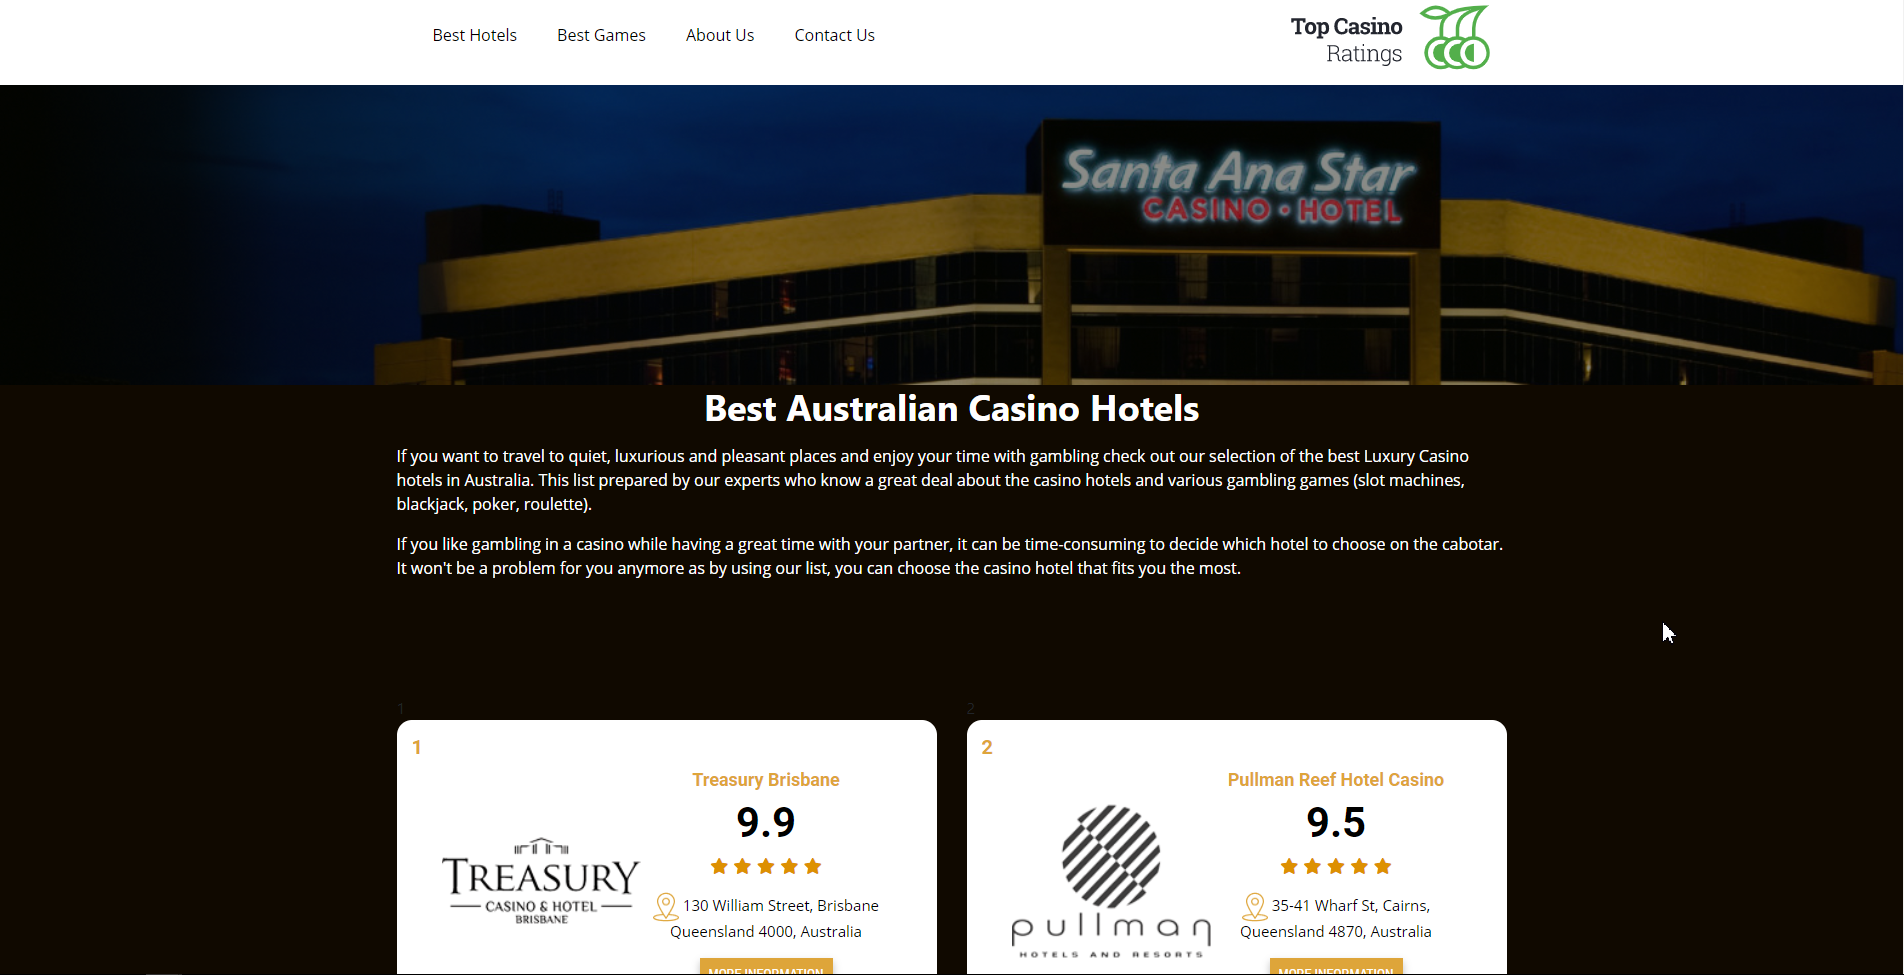 Best Hotels
Best Games
About Us
Contact Us
Top Casino
Ratings
Santa Ana Star
CASINO • HOTEL
Best Australian Casino Hotels
If you want to travel to quiet, luxurious and pleasant places and enjoy your time with gambling check out our selection of the best Luxury Casino
hotels in Australia. This list prepared by our experts who know a great deal about the casino hotels and various gambling games (slot machines,
blackjack, poker, roulette).
If you like gambling in a casino while having a great time with your partner, it can be time-consuming to decide which hotel to choose on the cabotar.
It won't be a problem for you anymore as by using our list, you can choose the casino hotel that fits you the most.
1
1
Treasury Brisbane
9.9
TREASURY
CASINO & HOTEL
BRISBANE
130 William Street, Brisbane
Queensland 4000, Australia
MORE INFORMATION
2
2
Pullman Reef Hotel Casino
9.5
pullman
HOTELS AND RESORTS
35-41 Wharf St, Cairns,
Queensland 4870, Australia
MORE INFORMATION